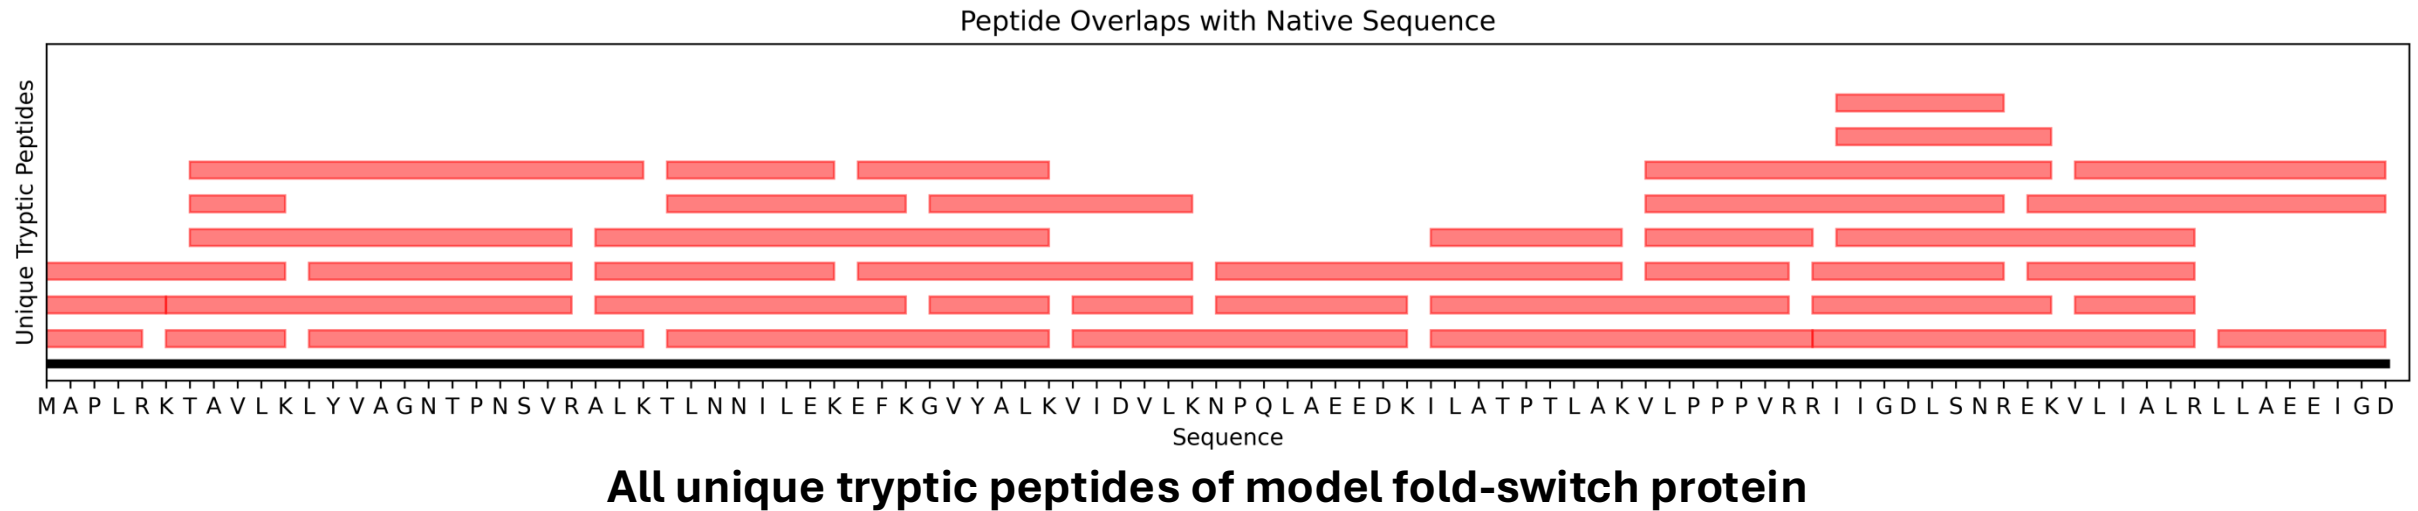 Peptide Overlaps with Native Sequence
Unique Tryptic Peptides
M A P L R K T A V L K L Y V A G N T P N S V R A L K T L N N I L E K E F K G V Y A L K V I D V L K N P Q L A E E D K I L A T P T L A K V L P P P V R R I I G D L S N R E K V L I A L R L L A E E I G D
Sequence
All unique tryptic peptides of model fold-switch protein